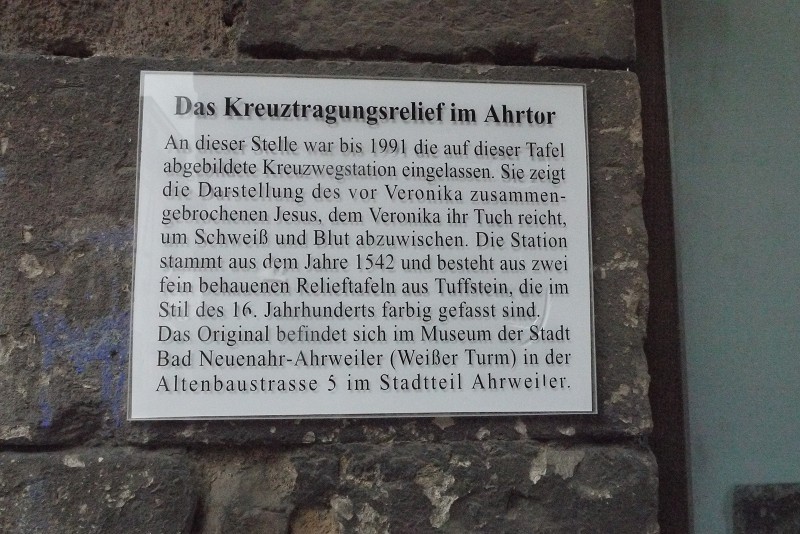 Das Kreuztragungsrelief im Ahrtor
An dieser Stelle war bis 1991 die auf dieser Tafel
abgebildete Kreuzwegstation eingelassen. Sie zeigt
die Darstellung des vor Veronika zusammen-
gebrochenen Jesus, dem Veronika ihr Tuch reicht,
um Schweiß und Blut abzuwischen. Die Station
stammt aus dem Jahre 1542 und besteht aus zwei
fein behauenen Relieftafeln aus Tuffstein, die im
Stil des 16. Jahrhunderts farbig gefasst sind.
Das Original befindet sich im Museum der Stadt
Bad Neuenahr-Ahrweiler (Weißer Turm) in der
Altenbaustrasse 5 im Stadtteil Ahrweiler.